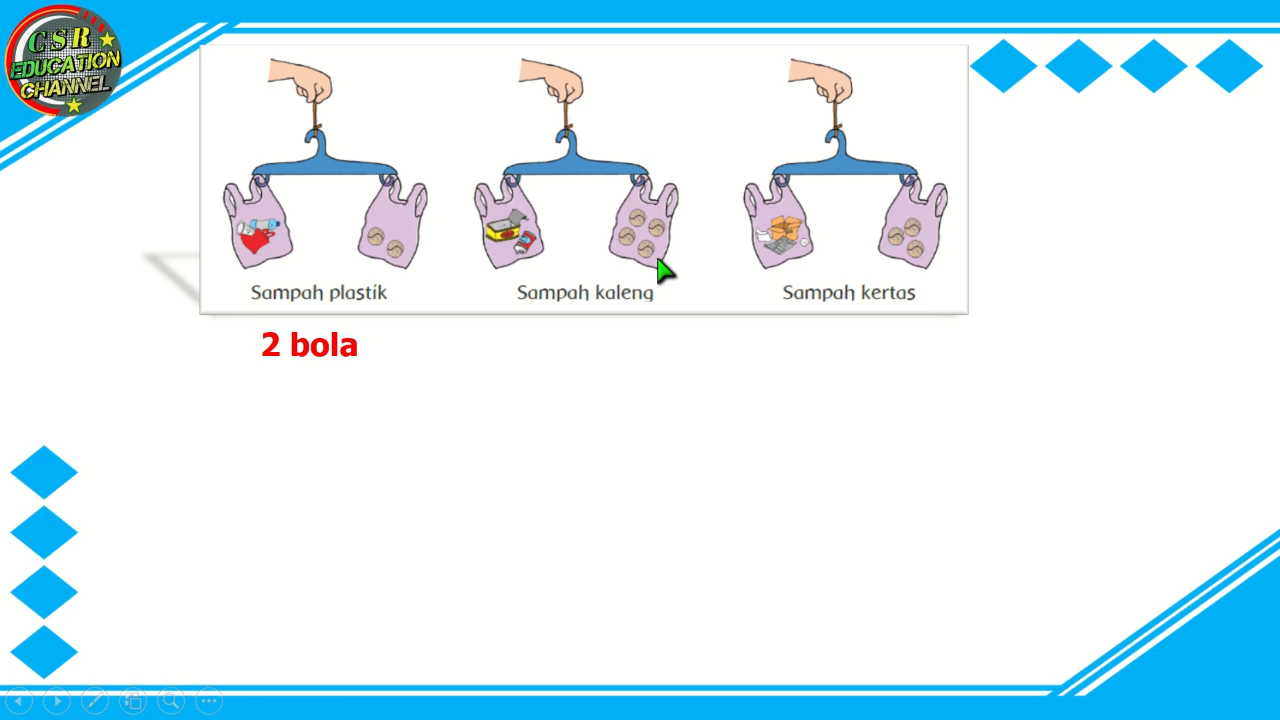 CSR
EDUCATION
CHANNEL
Sampah plastik
Sampah kaleng
Sampah kertas
2 bola